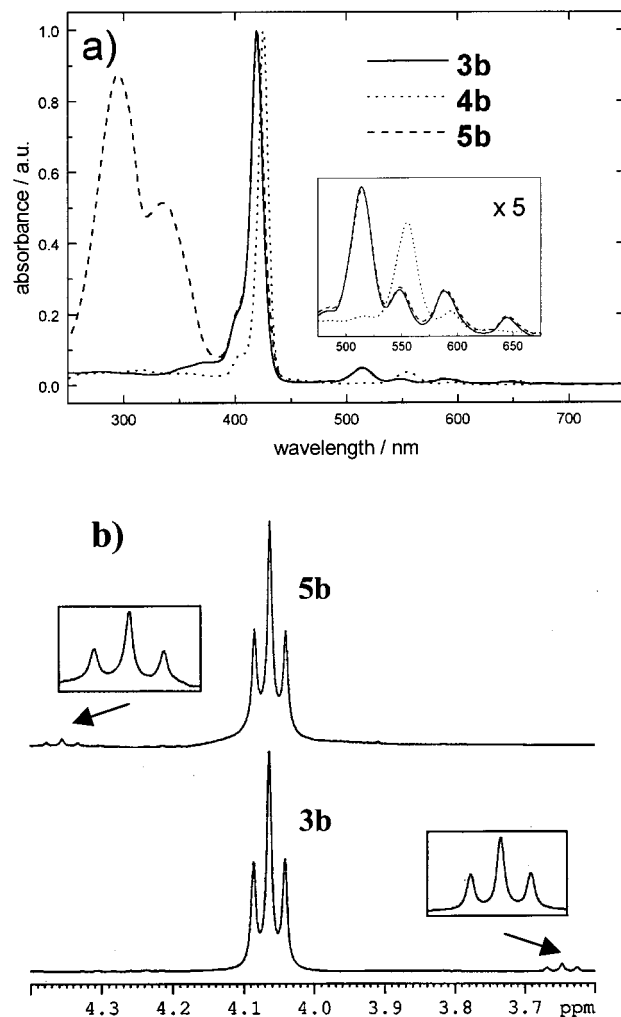 a)
3b
4b
5b
x 5
absorbance / a.u.
1.0
0.8
0.6
0.4
0.2
0.0
500 550 600 650
300 400 500 600 700
wavelength / nm
b)
5b
3b
4.3 4.2 4.1 4.0 3.9 3.8 3.7 ppm